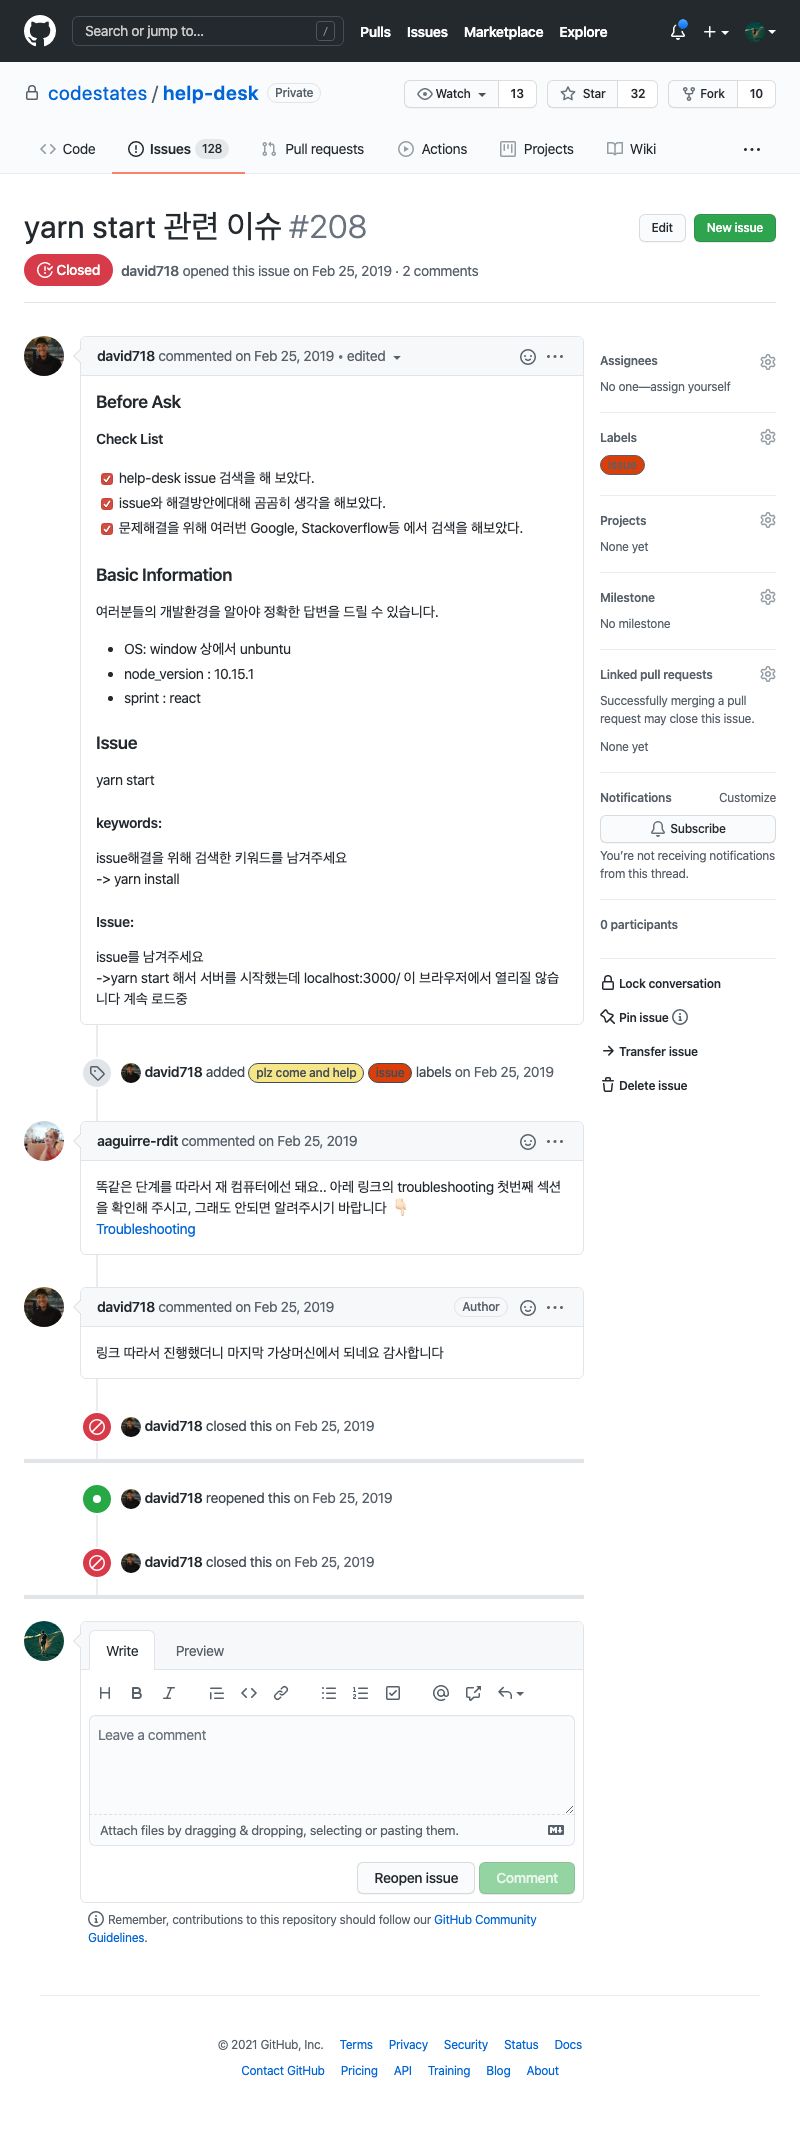 Search or jump to...
/
Pulls
Issues
Marketplace
Explore
codestates / help-desk
Private
Watch
13
Star
32
Fork
10
Code
Issues 128
Pull requests
Actions
Projects
Wiki
yarn start 관련 이슈 #208
Edit
New issue
Closed
david718 opened this issue on Feb 25, 2019 · 2 comments
david718 commented on Feb 25, 2019 • edited
Before Ask
Check List
help-desk issue 검색을 해 보았다.
issue와 해결방안에대해 곰곰히 생각을 해보았다.
문제해결을 위해 여러번 Google, Stackoverflow등 에서 검색을 해보았다.
Basic Information
여러분들의 개발환경을 알아야 정확한 답변을 드릴 수 있습니다.
• OS: window 상에서 unbuntu
• node_version : 10.15.1
• sprint : react
Issue
yarn start
keywords:
issue해결을 위해 검색한 키워드를 남겨주세요
-> yarn install
Issue:
issue를 남겨주세요
->yarn start 해서 서버를 시작했는데 localhost:3000/ 이 브라우저에서 열리질 않습
니다 계속 로드중
Assignees
No one—assign yourself
Labels
issue
Projects
None yet
Milestone
No milestone
Linked pull requests
Successfully merging a pull
request may close this issue.
None yet
Notifications
Customize
Subscribe
You're not receiving notifications
from this thread.
0 participants
Lock conversation
Pin issue
Transfer issue
Delete issue
david718 added plz come and help issue labels on Feb 25, 2019
aaguirre-rdit commented on Feb 25, 2019
똑같은 단계를 따라서 재 컴퓨터에선 돼요.. 아레 링크의 troubleshooting 첫번째 섹션
을 확인해 주시고, 그래도 안되면 알려주시기 바랍니다 👇🏻
Troubleshooting
david718 commented on Feb 25, 2019
Author
링크 따라서 진행했더니 마지막 가상머신에서 되네요 감사합니다
david718 closed this on Feb 25, 2019
david718 reopened this on Feb 25, 2019
david718 closed this on Feb 25, 2019
Write
Preview
Leave a comment
Attach files by dragging & dropping, selecting or pasting them.
Reopen issue
Comment
Remember, contributions to this repository should follow our GitHub Community
Guidelines.
© 2021 GitHub, Inc.
Terms
Privacy
Security
Status
Docs
Contact GitHub
Pricing
API
Training
Blog
About